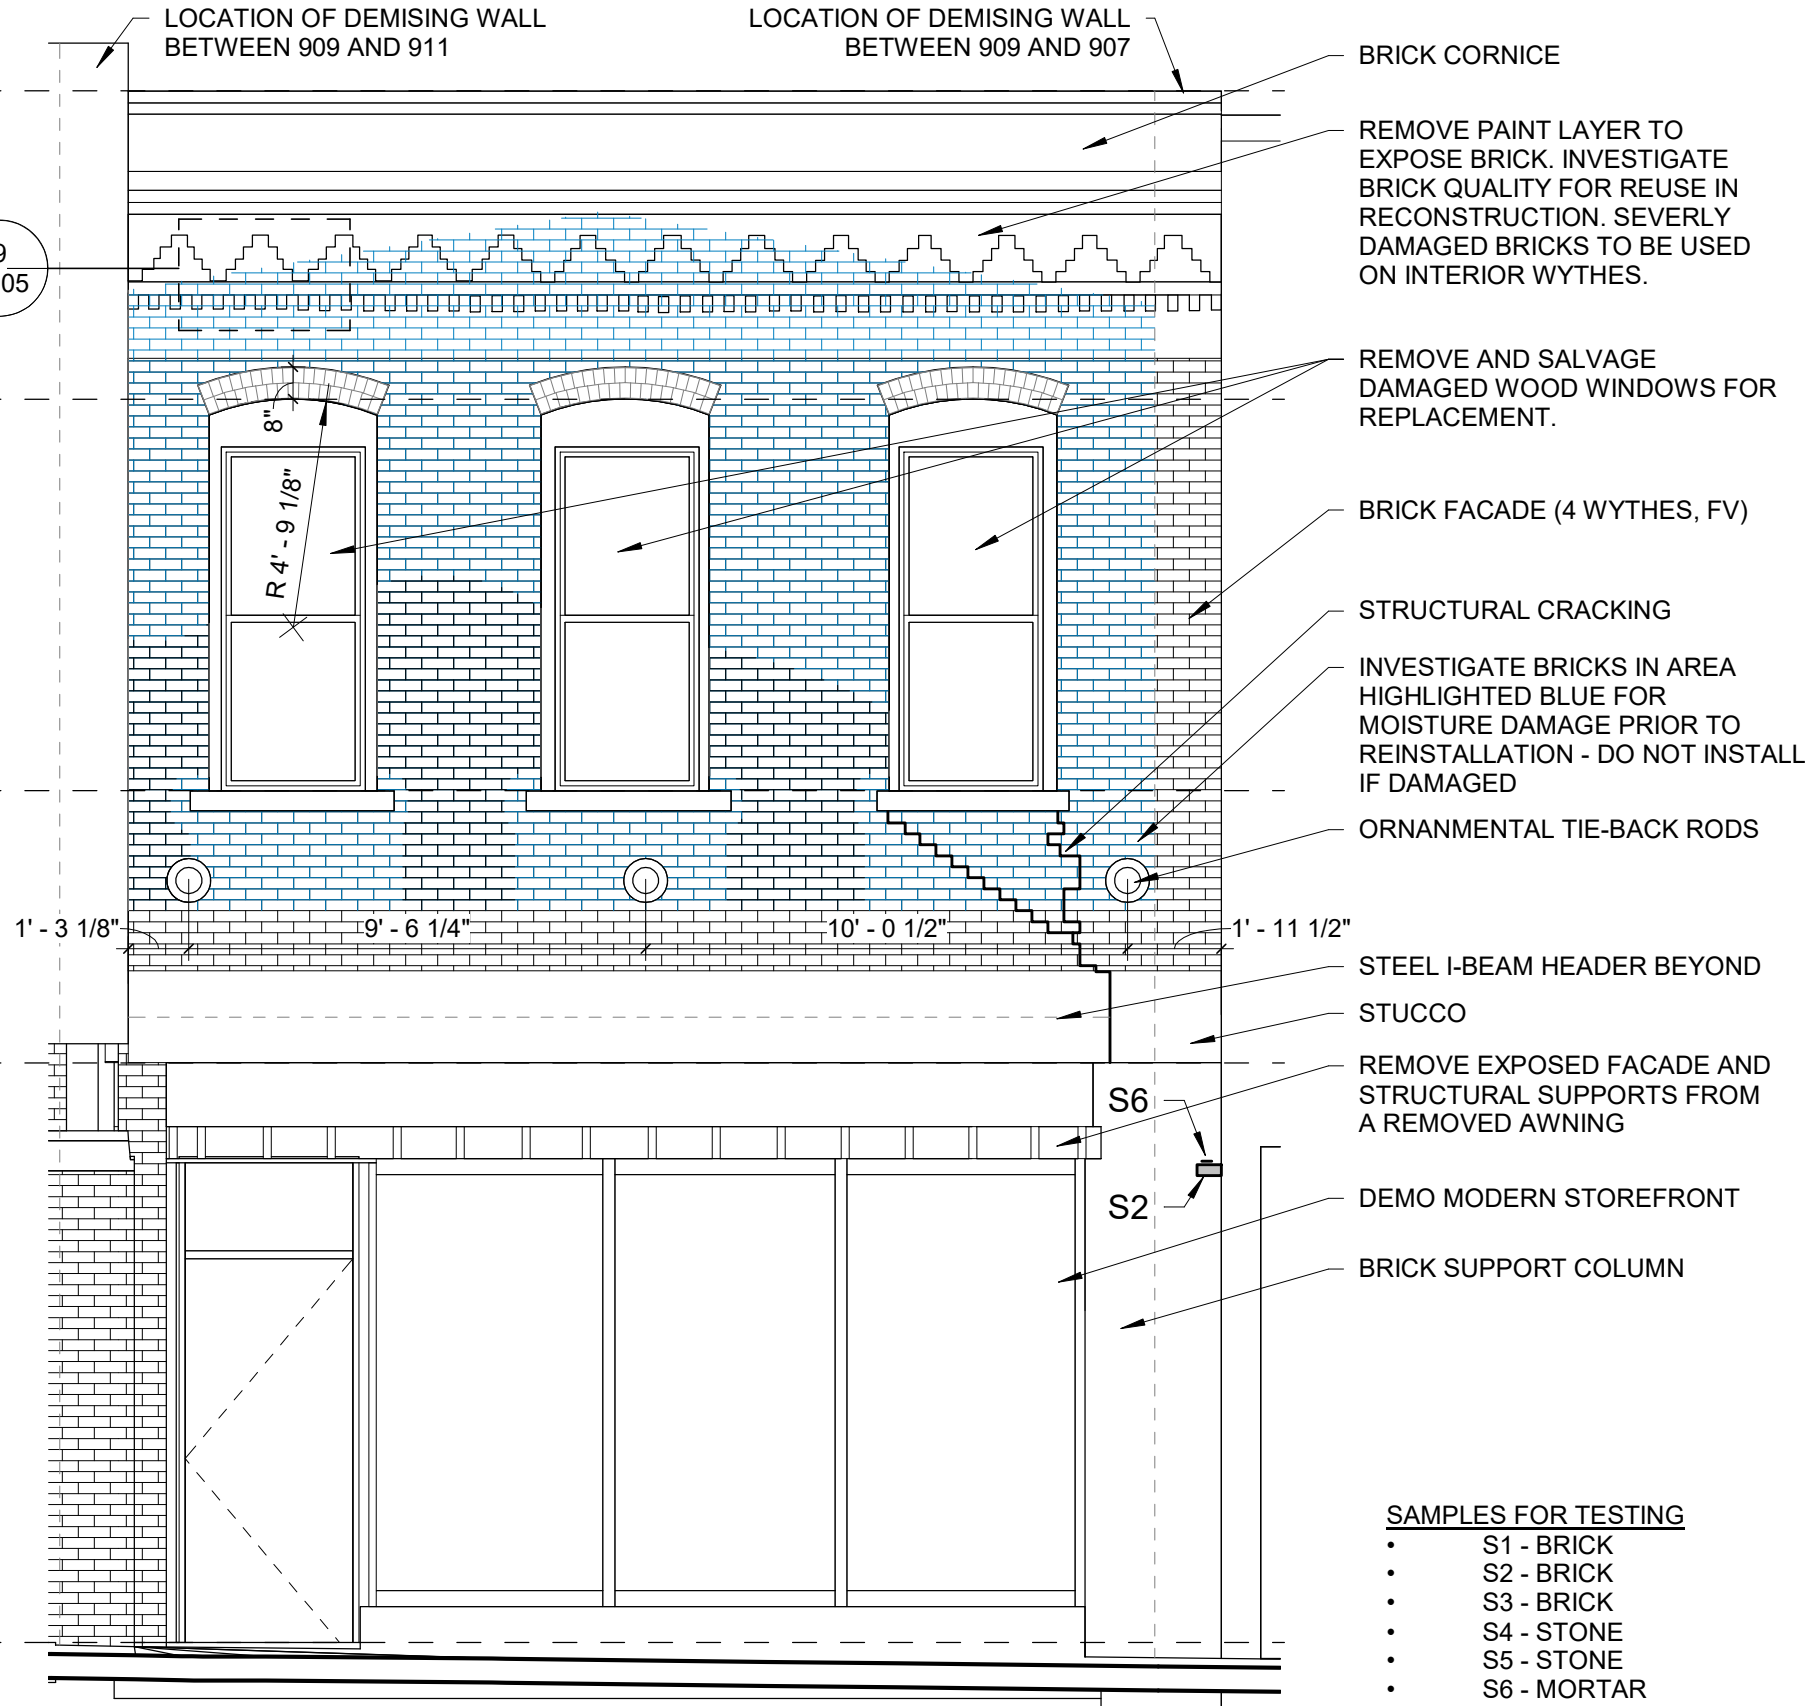 LOCATION OF DEMISING WALL
BETWEEN 909 AND 911
LOCATION OF DEMISING WALL
BETWEEN 909 AND 907
BRICK CORNICE
REMOVE PAINT LAYER TO
EXPOSE BRICK. INVESTIGATE
BRICK QUALITY FOR REUSE IN
RECONSTRUCTION. SEVERLY
DAMAGED BRICKS TO BE USED
ON INTERIOR WYTHES.
9
05
REMOVE AND SALVAGE
DAMAGED WOOD WINDOWS FOR
REPLACEMENT.
8"
R 4' - 9 1/8"
BRICK FACADE (4 WYTHES, FV)
STRUCTURAL CRACKING
INVESTIGATE BRICKS IN AREA
HIGHLIGHTED BLUE FOR
MOISTURE DAMAGE PRIOR TO
REINSTALLATION - DO NOT INSTALL
IF DAMAGED
ORNANMENTAL TIE-BACK RODS
1' - 3 1/8"
9' - 6 1/4"
10' - 0 1/2"
1' - 11 1/2"
STEEL I-BEAM HEADER BEYOND
STUCCO
REMOVE EXPOSED FACADE AND
STRUCTURAL SUPPORTS FROM
A REMOVED AWNING
S6
S2
DEMO MODERN STOREFRONT
BRICK SUPPORT COLUMN
SAMPLES FOR TESTING
• S1 - BRICK
• S2 - BRICK
• S3 - BRICK
• S4 - STONE
• S5 - STONE
• S6 - MORTAR